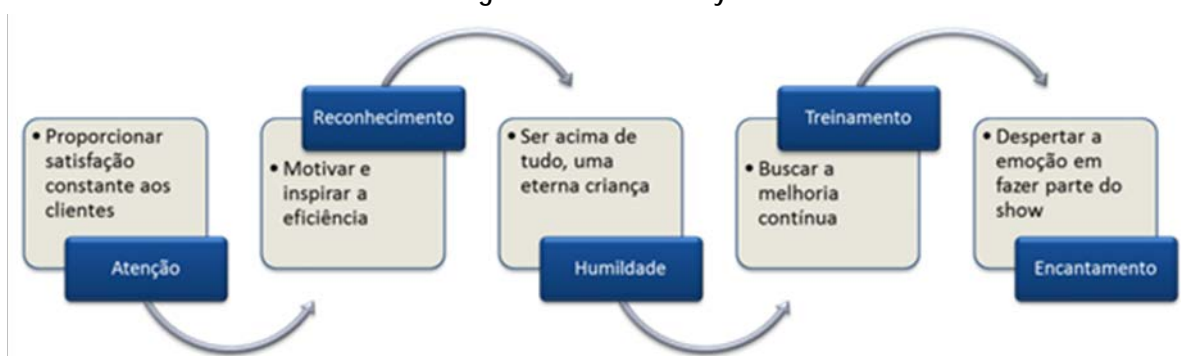 • Proporcionar
satisfação
constante aos
clientes
Atenção
Reconhecimento
• Motivar e
inspirar a
eficiência
• Ser acima de
tudo, uma
eterna criança
Humildade
Treinamento
• Buscar a
melhoria
contínua
• Despertar a
emoção em
fazer parte do
show
Encantamento